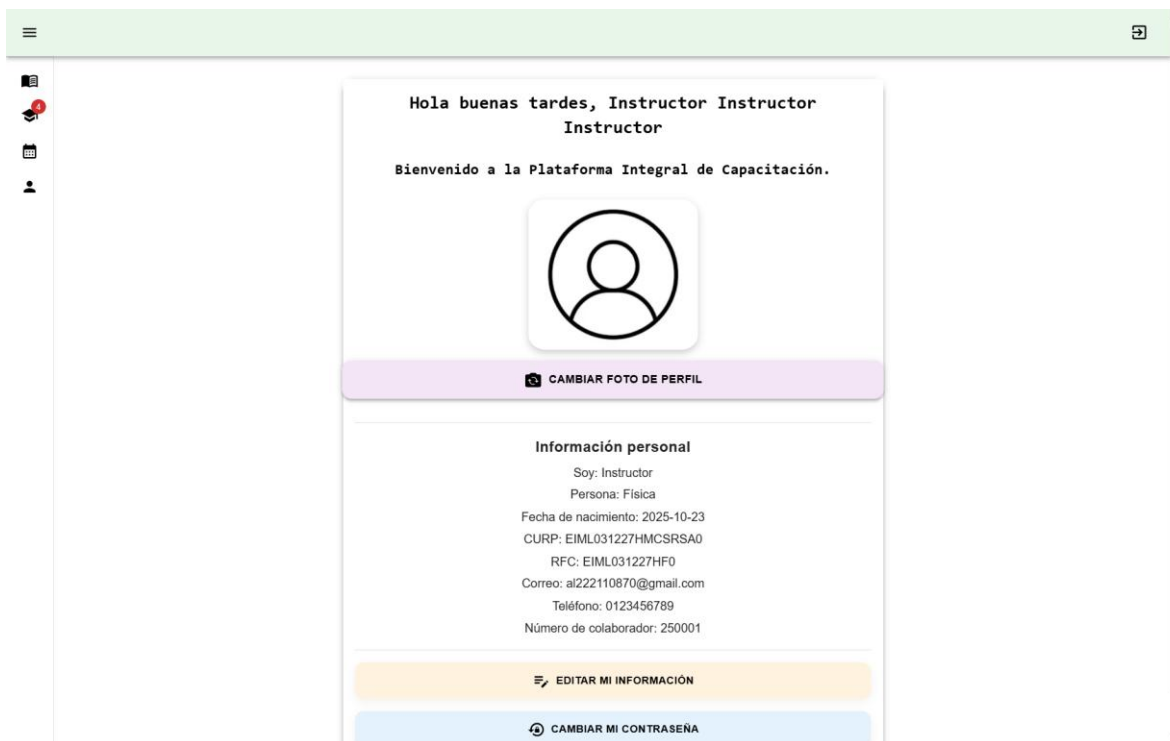 4
Hola buenas tardes, Instructor Instructor
Instructor
Bienvenido a la Plataforma Integral de Capacitación.
CAMBIAR FOTO DE PERFIL
Información personal
Soy: Instructor
Persona: Física
Fecha de nacimiento: 2025-10-23
CURP: EIML031227HMCSRSA0
RFC: EIML031227HF0
Correo: al222110870@gmail.com
Teléfono: 0123456789
Número de colaborador: 250001
EDITAR MI INFORMACIÓN
CAMBIAR MI CONTRASEÑA